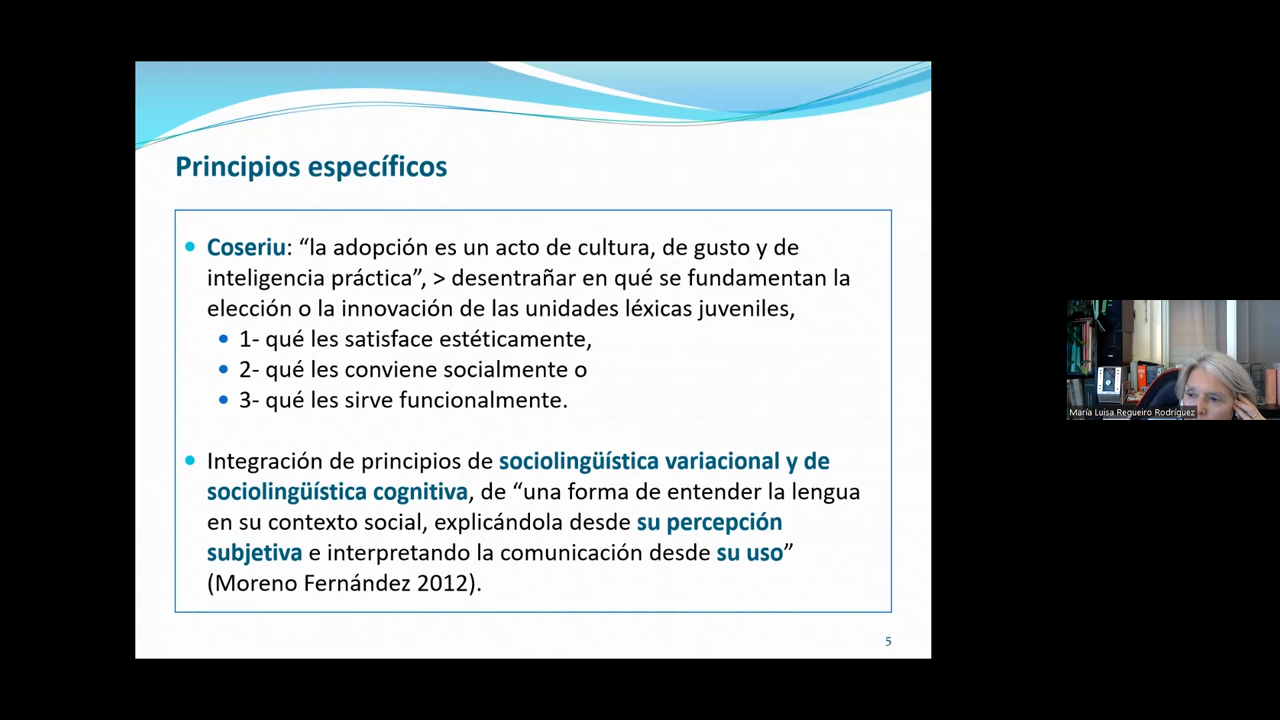 Principios específicos
• Coseriu: “la adopción es un acto de cultura, de gusto y de
inteligencia práctica”, > desentrañar en qué se fundamentan la
elección o la innovación de las unidades léxicas juveniles,
• 1- qué les satisface estéticamente,
• 2- qué les conviene socialmente o
• 3- qué les sirve funcionalmente.
• Integración de principios de sociolingüística variacional y de
sociolingüística cognitiva, de “una forma de entender la lengua
en su contexto social, explicándola desde su percepción
subjetiva e interpretando la comunicación desde su uso”
(Moreno Fernández 2012).
5
María Luisa Regueiro Rodríguez